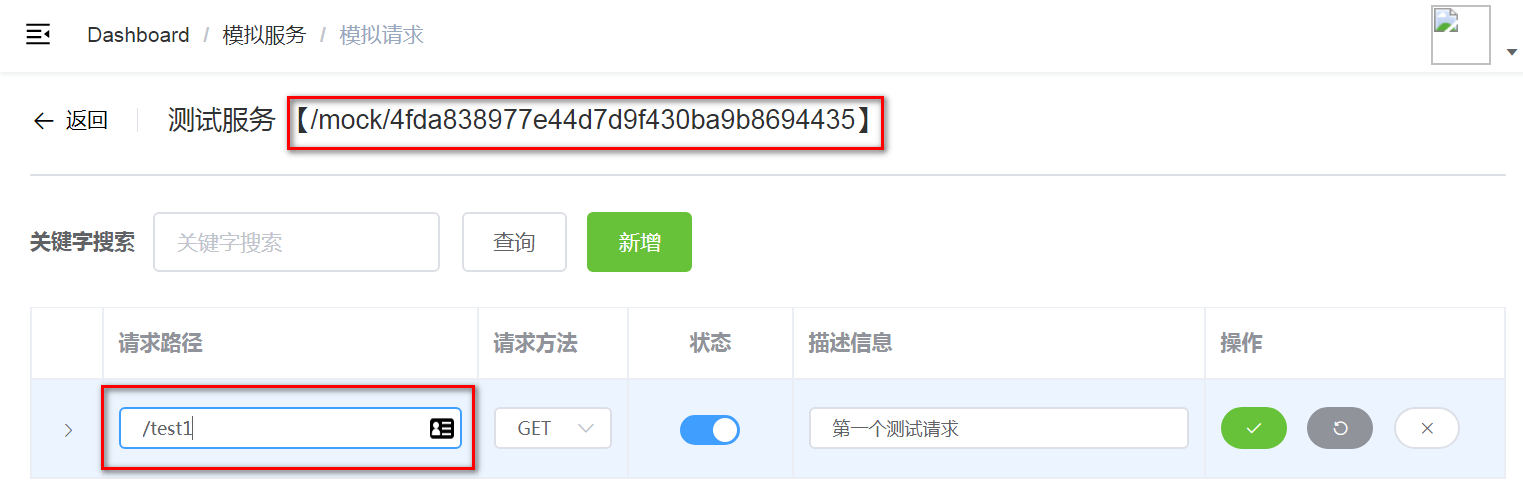 Dashboard / 模拟服务 / 模拟请求
返回 测试服务【/mock/4fda838977e44d7d9f430ba9b8694435】
关键字搜索 关键字搜索 查询 新增
请求路径 请求方法 状态 描述信息 操作
/test1 GET 第一个测试请求